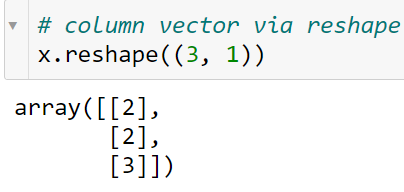 # column vector via reshape
x.reshape((3, 1))
array([[2],
       [2],
       [3]])